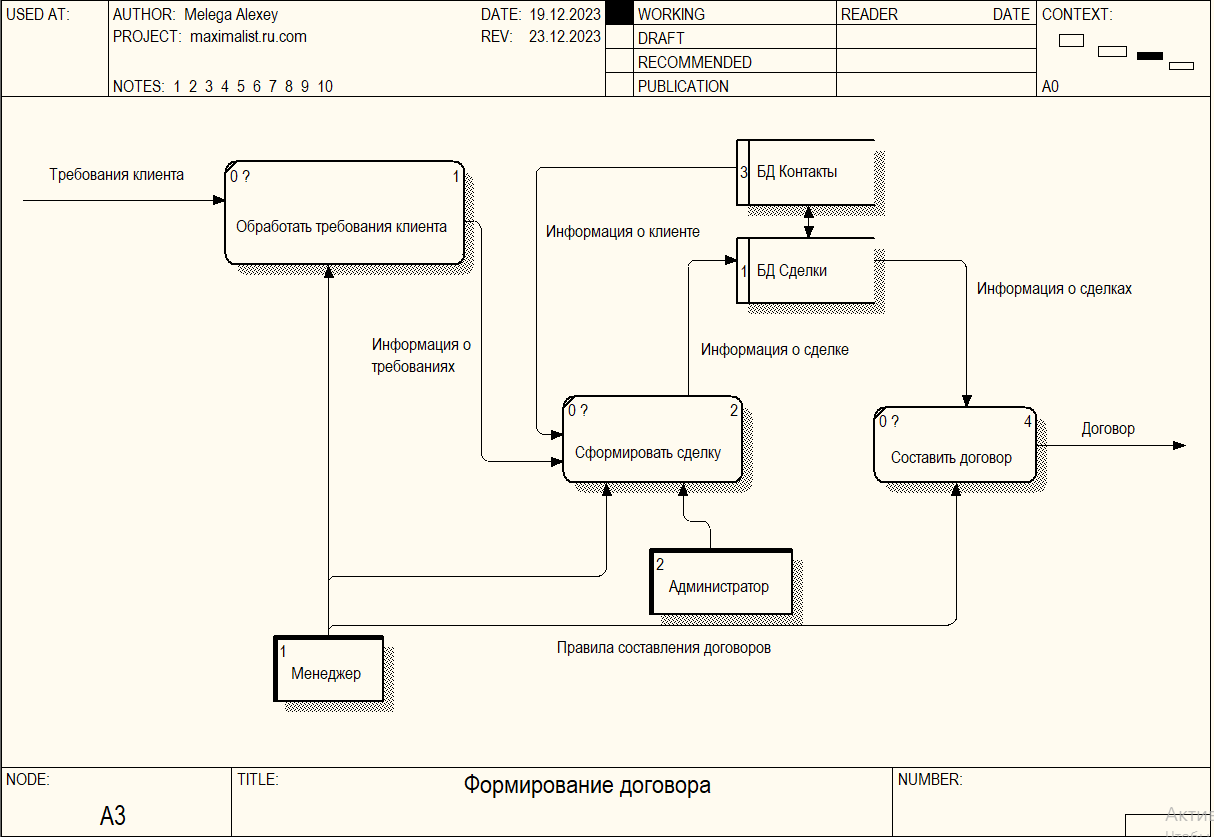 USED AT:
AUTHOR: Melega Alexey
DATE: 19.12.2023
PROJECT: maximalist.ru.com
REV: 23.12.2023
NOTES: 1 2 3 4 5 6 7 8 9 10
WORKING
DRAFT
RECOMMENDED
PUBLICATION
READER DATE
CONTEXT:
A0
Требования клиента
0 ? 1
Обработать требования клиента
3 БД Контакты
Информация о клиенте
1 БД Сделки
Информация о сделках
Информация о
требованиях
Информация о сделке
0 ? 2
Сформировать сделку
0 ? 4
Составить договор
Договор
2
Администратор
Правила составления договоров
1
Менеджер
NODE:
A3
TITLE:
Формирование договора
NUMBER: